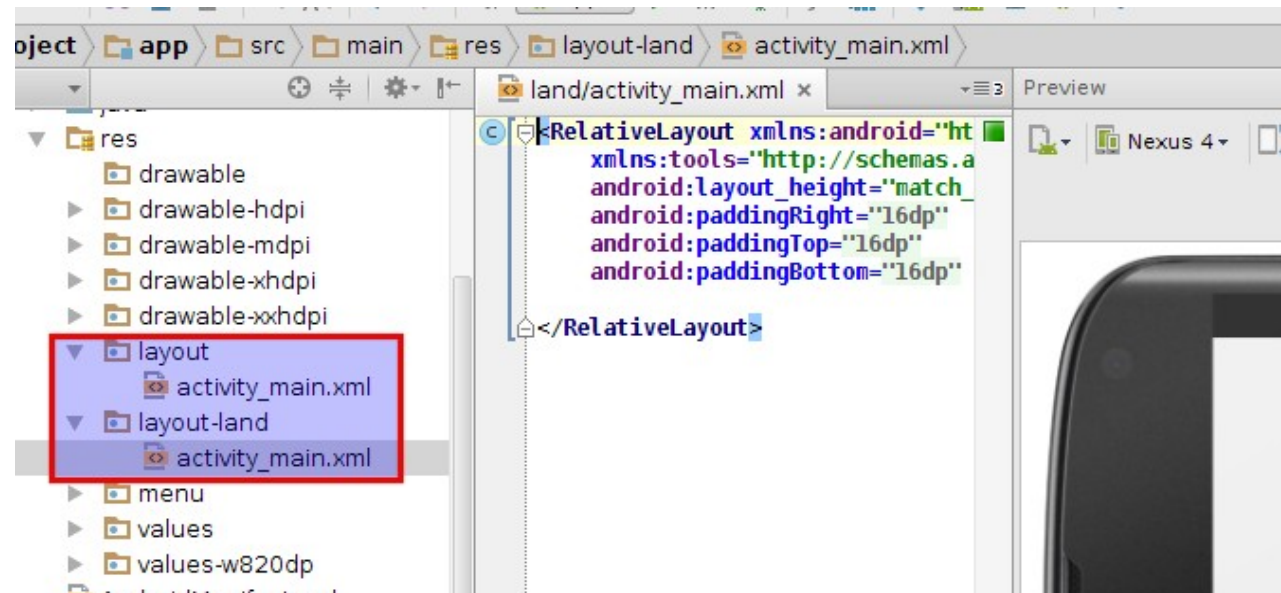 oject app src main res layout-land activity_main.xml
land/activity_main.xml × 3 Preview
res
drawable
drawable-hdpi
drawable-mdpi
drawable-xhdpi
drawable-xxhdpi
layout
activity_main.xml
layout-land
activity_main.xml
menu
values
values-w820dp
C <RelativeLayout xmlns:android="ht
xmlns:tools="http://schemas.a
android:layout_height="match_
android:paddingRight="16dp"
android:paddingTop="16dp"
android:paddingBottom="16dp"
</RelativeLayout>
Nexus 4